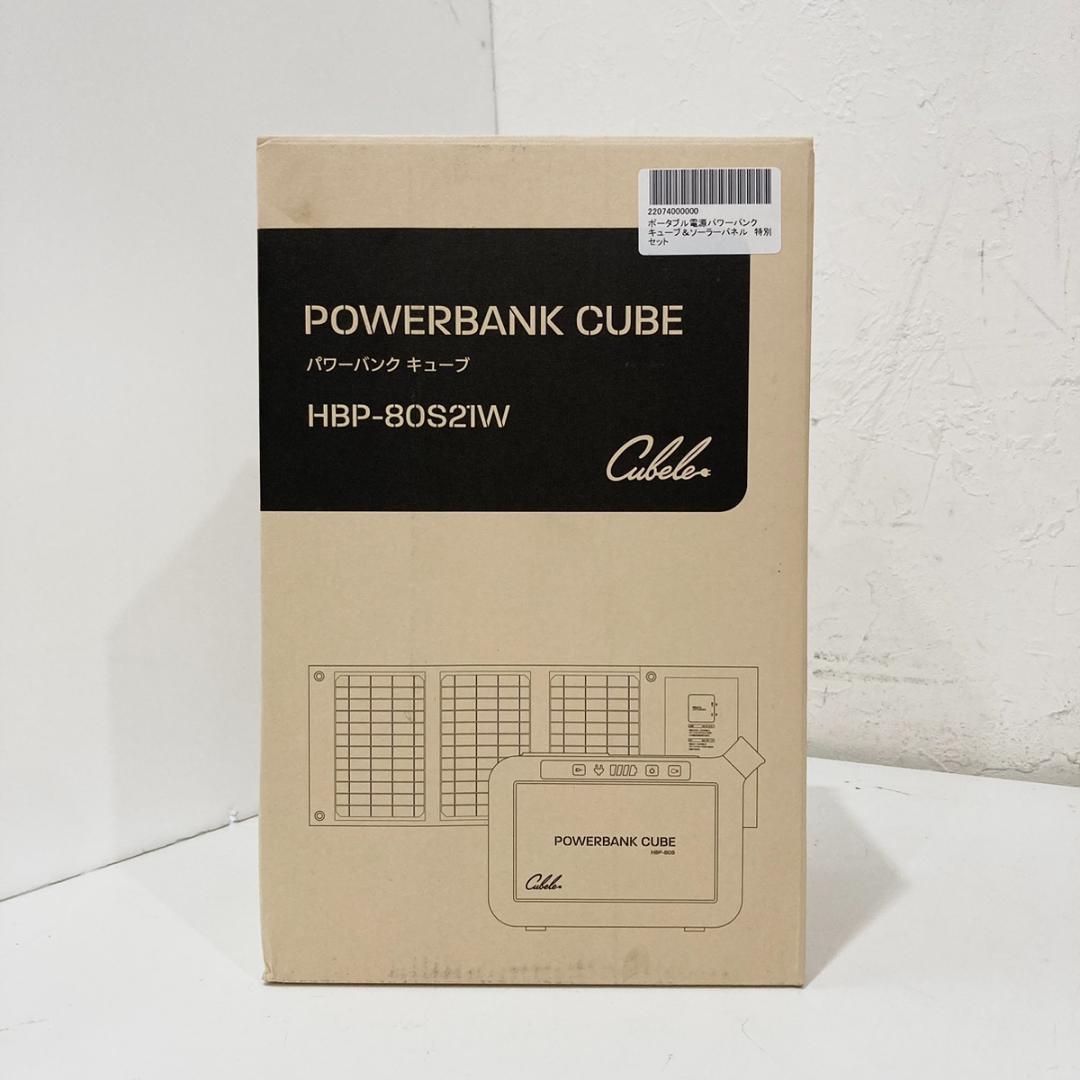 22074000000
ポータブル電源パワーバンク
キューブ&ソーラーパネル 特別
セット
POWERBANK CUBE
パワーバンク キューブ
HBP-80S21W
Cubele
POWERBANK CUBE
HBP-80S
Cubele